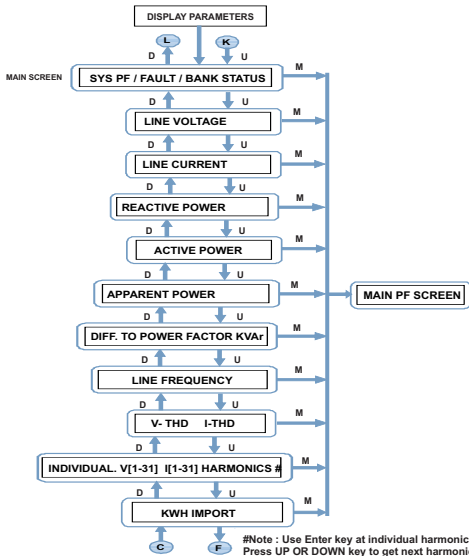 DISPLAY PARAMETERS
D L K U
MAIN SCREEN SYS PF / FAULT / BANK STATUS M
D U
LINE VOLTAGE M
D U
LINE CURRENT M
D U
REACTIVE POWER M
D U
ACTIVE POWER M
D U
APPARENT POWER M MAIN PF SCREEN
D U
DIFF. TO POWER FACTOR KVAr M
D U
LINE FREQUENCY M
D U
V- THD I-THD M
D U
INDIVIDUAL. V[1-31] I[1-31] HARMONICS # M
D U
KWH IMPORT M
C F
#Note : Use Enter key at individual harmonic
Press UP OR DOWN key to get next harmoni